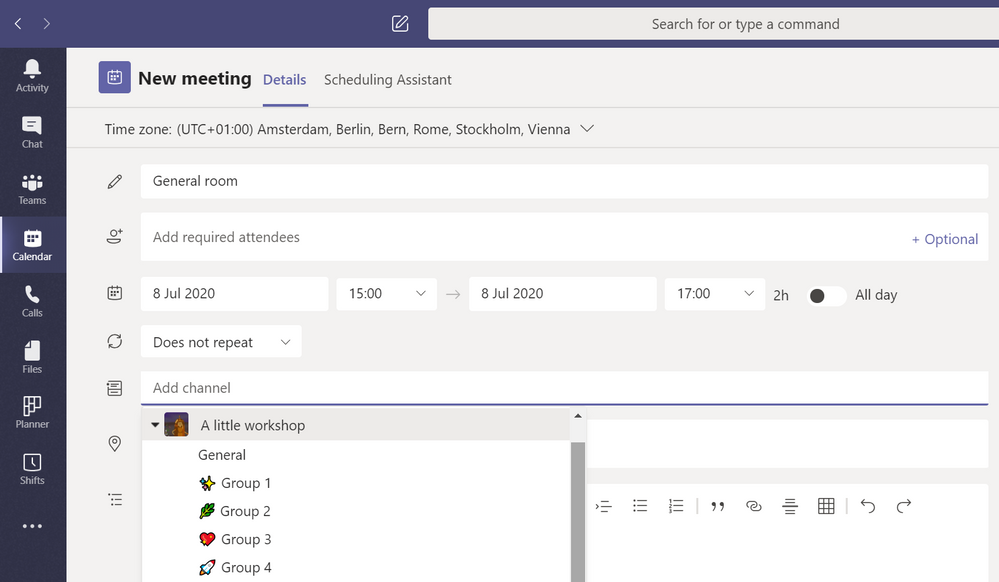 Search for or type a command
Activity
Chat
Teams
Calendar
Calls
Files
Planner
Shifts
New meeting Details Scheduling Assistant
Time zone: (UTC+01:00) Amsterdam, Berlin, Bern, Rome, Stockholm, Vienna
General room
Add required attendees + Optional
8 Jul 2020 15:00 8 Jul 2020 17:00 2h All day
Does not repeat
Add channel
A little workshop
General
Group 1
Group 2
Group 3
Group 4